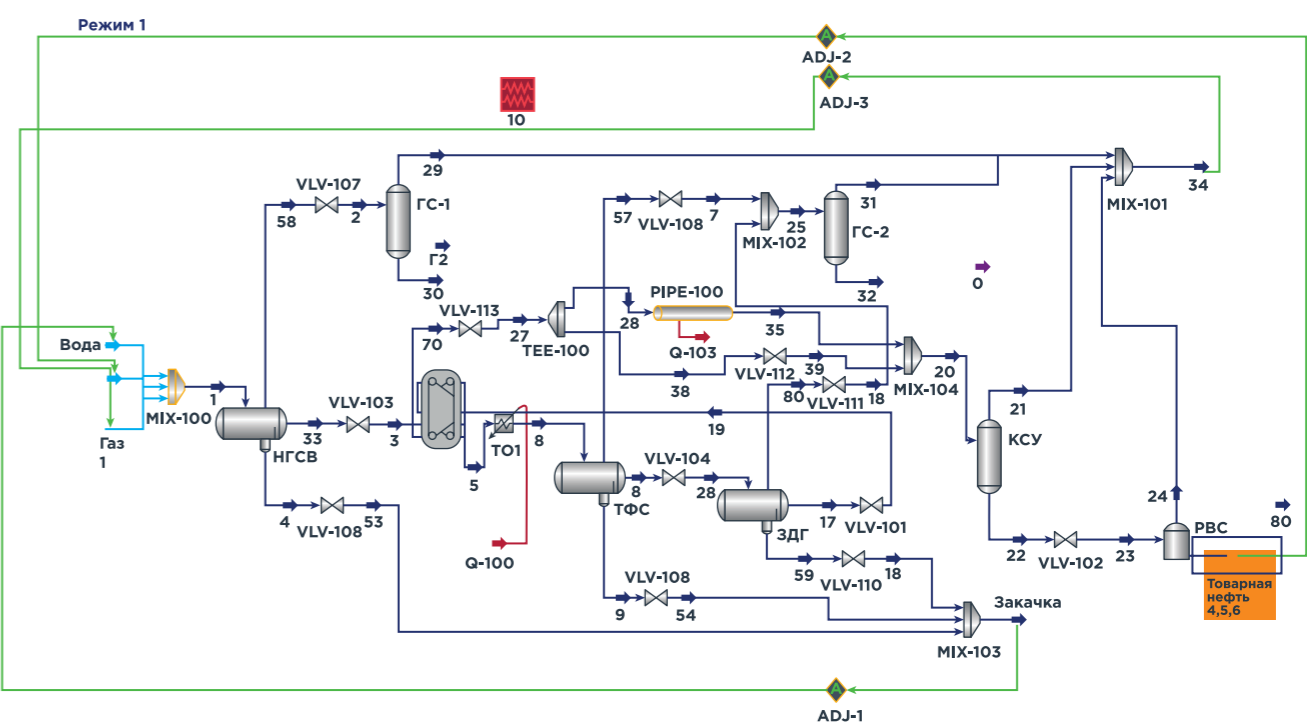 Режим 1
ADJ-2
ADJ-3
10
29
VLV-107
58
2
ГС-1
Г2
30
57
VLV-108
7
MIX-102
25
31
ГС-2
32
MIX-101
34
0
VLV-113
70
27
TEE-100
28
PIPE-100
35
Q-103
38
VLV-112
39
80
VLV-111
18
MIX-104
20
Вода
MIX-100
1
Газ
1
НГСВ
33
VLV-103
3
19
5
ТО1
8
4
VLV-108
53
Q-100
ТФС
8
VLV-104
28
ЗДГ
17
VLV-101
59
VLV-110
18
VLV-108
9
54
21
КСУ
22
VLV-102
23
24
РВС
80
Товарная
нефть
4,5,6
Закачка
MIX-103
ADJ-1